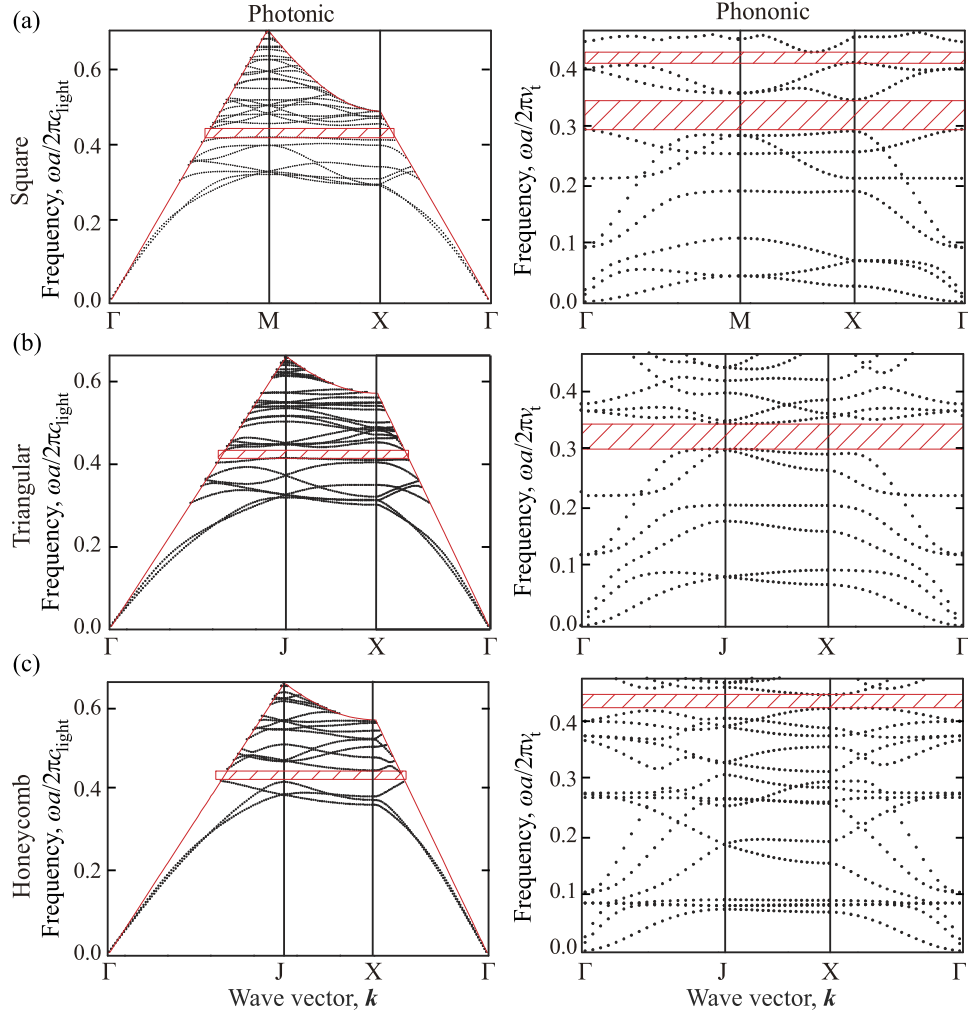 (a)
Photonic
Phononic
Square
Frequency, ωa/2πc_light
0.6
0.4
0.2
0.0
Γ M X Γ
Frequency, ωa/2πν_t
0.4
0.3
0.2
0.1
0.0
Γ M X Γ
(b)
Triangular
Frequency, ωa/2πc_light
0.6
0.4
0.2
0.0
Γ J X Γ
Frequency, ωa/2πν_t
0.4
0.3
0.2
0.1
0.0
Γ J X Γ
(c)
Honeycomb
Frequency, ωa/2πc_light
0.6
0.4
0.2
0.0
Γ J X Γ
Wave vector, k
Frequency, ωa/2πν_t
0.4
0.3
0.2
0.1
0.0
Γ J X Γ
Wave vector, k